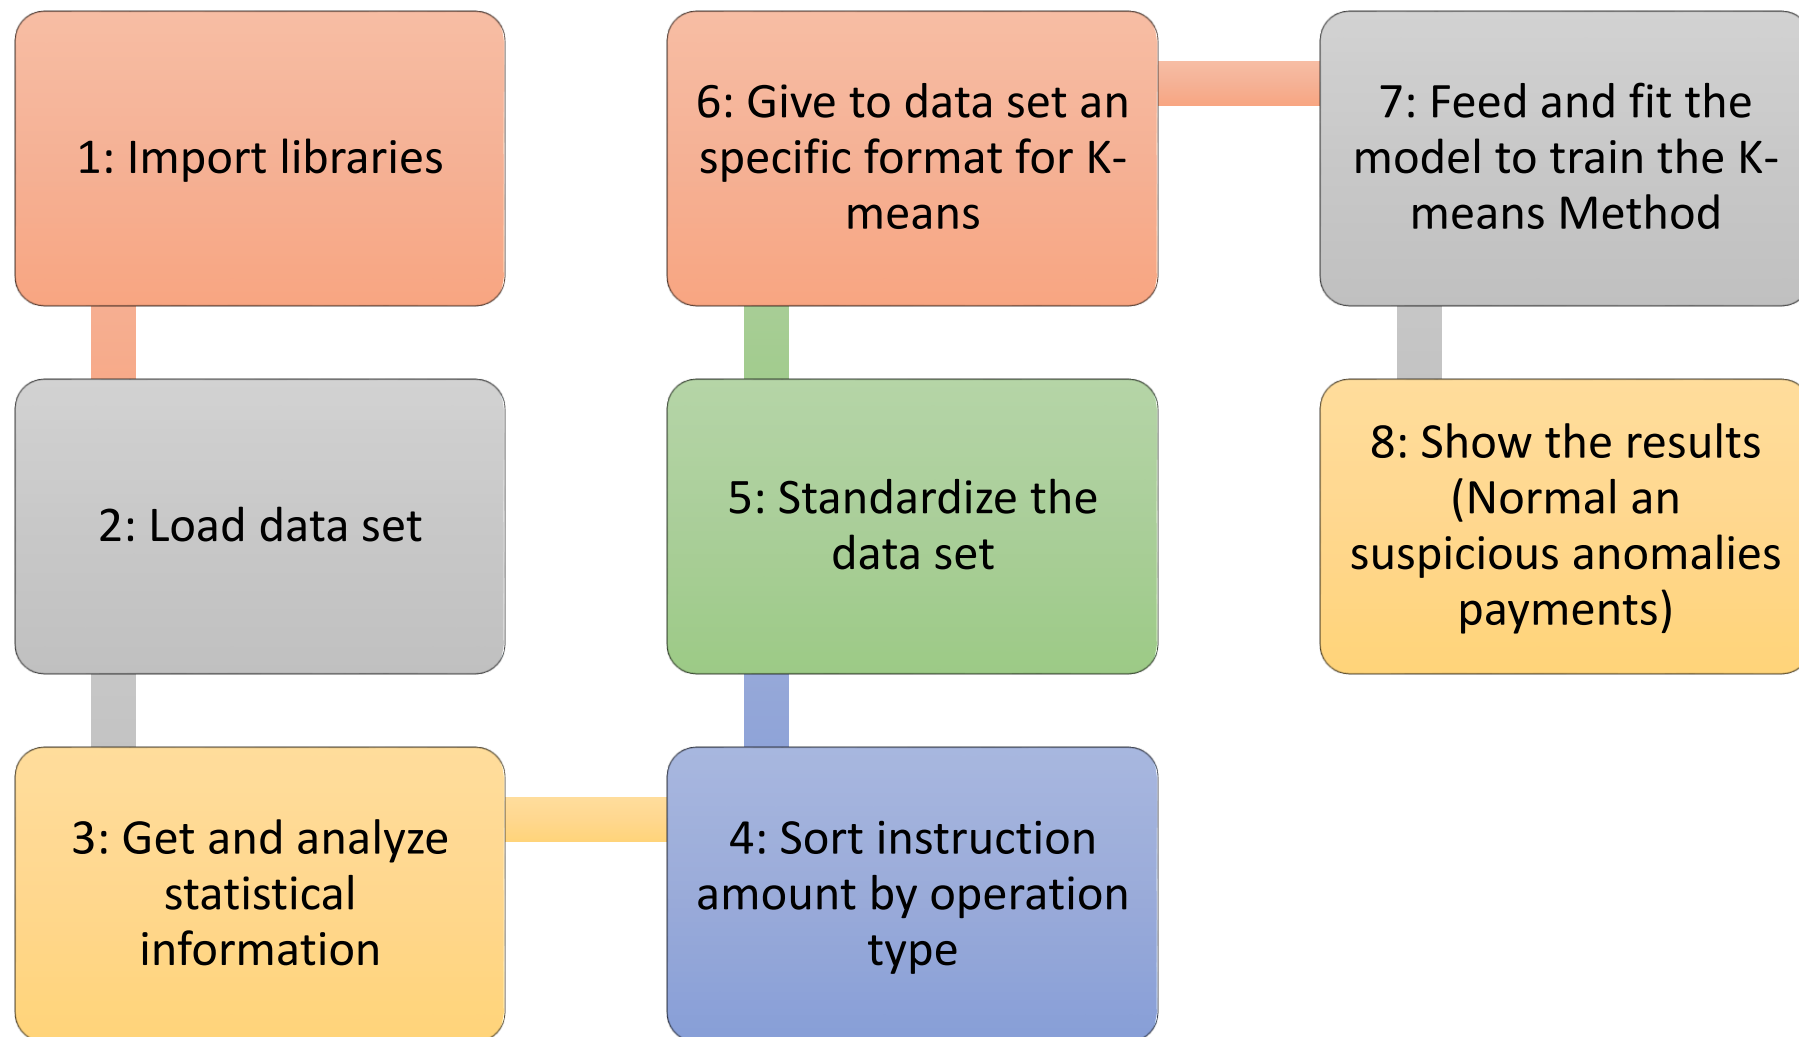 1: Import libraries
2: Load data set
3: Get and analyze
statistical
information
4: Sort instruction
amount by operation
type
5: Standardize the
data set
6: Give to data set an
specific format for K-
means
7: Feed and fit the
model to train the K-
means Method
8: Show the results
(Normal an
suspicious anomalies
payments)